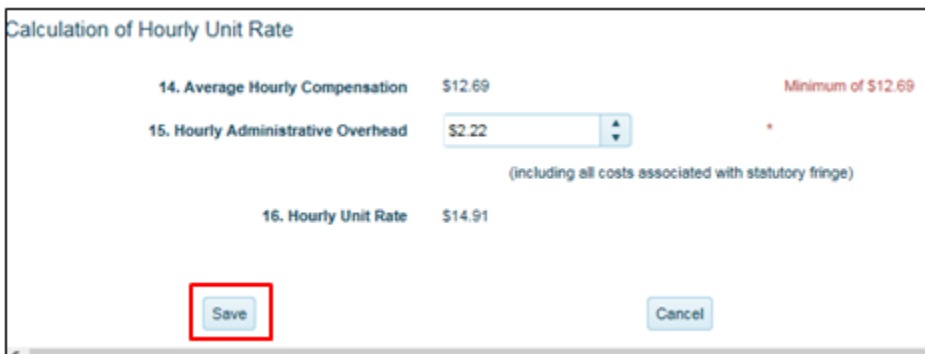 Calculation of Hourly Unit Rate
14. Average Hourly Compensation $12.69 Minimum of $12.69
15. Hourly Administrative Overhead $2.22 *
(including all costs associated with statutory fringe)
16. Hourly Unit Rate $14.91
Save Cancel